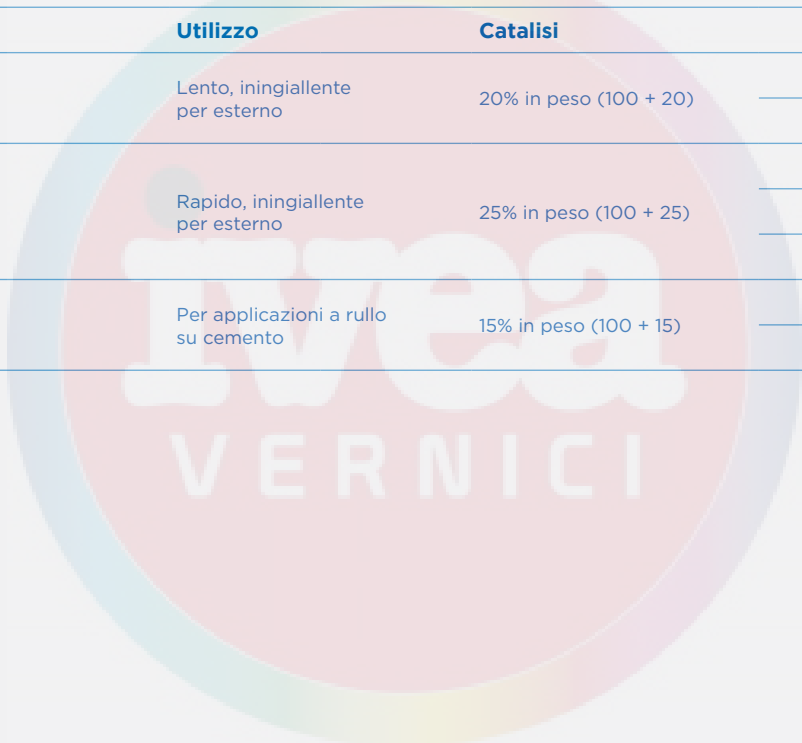 Utilizzo Catalisi
Lento, iningiallente
per esterno
20% in peso (100 + 20)
Rapido, iningiallente
per esterno
25% in peso (100 + 25)
Per applicazioni a rullo
su cemento
15% in peso (100 + 15)
ivea
VERNICI